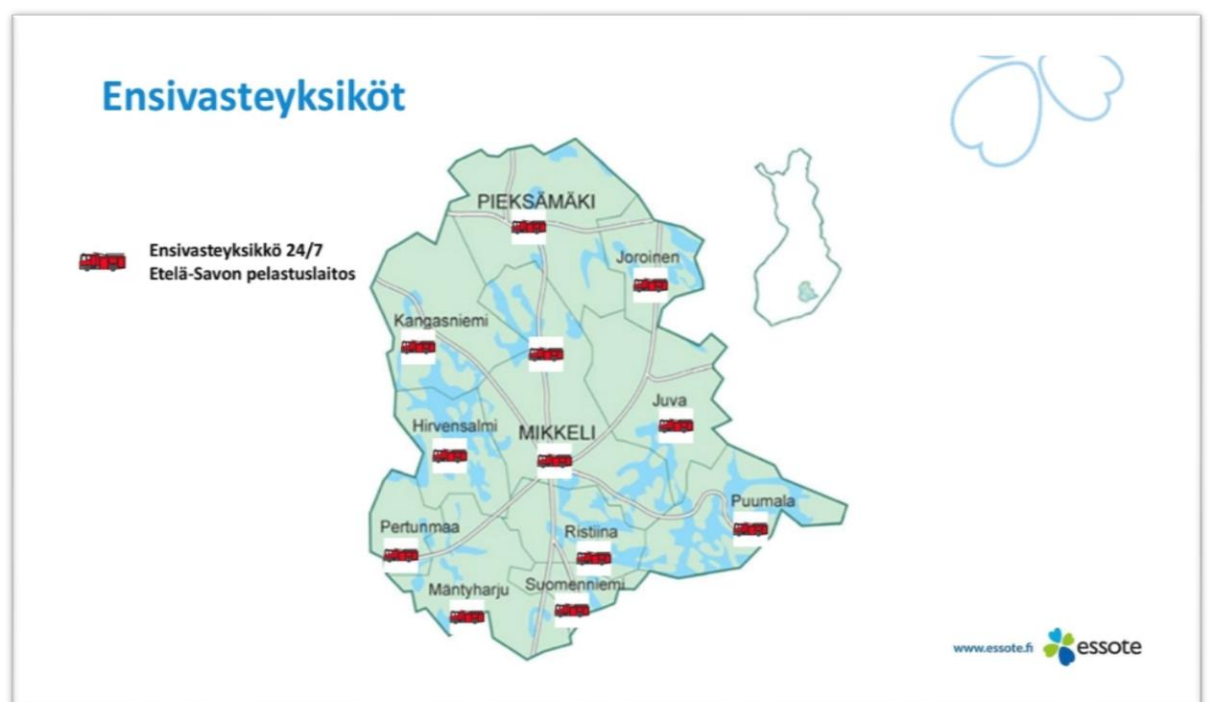 Ensivasteyksiköt
Ensivasteyksikkö 24/7
Etelä-Savon pelastuslaitos
PIEKSÄMÄKI
Joroinen
Kangasniemi
Juva
Hirvensalmi
MIKKELI
Puumala
Pertunmaa
Ristiina
Mäntyharju
Suomenniemi
www.essote.fi
essote